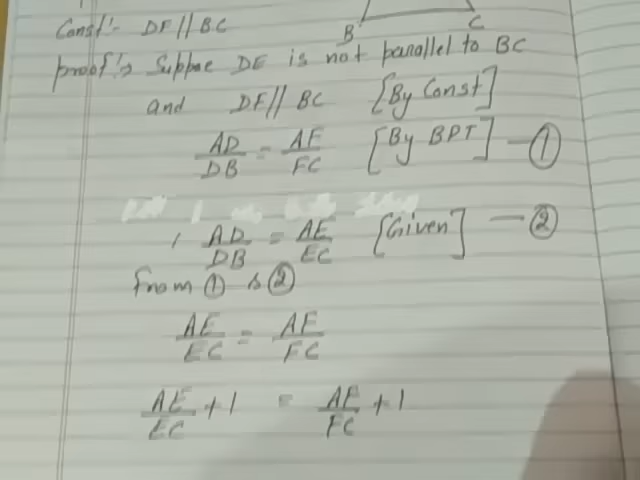 B C
Const:- DF // BC
Proof:- Suppose DE is not parallel to BC
and DF // BC [By Const]
AD/DB = AF/FC [By BPT] — ①
, AD/DB = AE/EC [Given] — ②
From ① & ②
AE/EC = AF/FC
AE/EC + 1 = AF/FC + 1